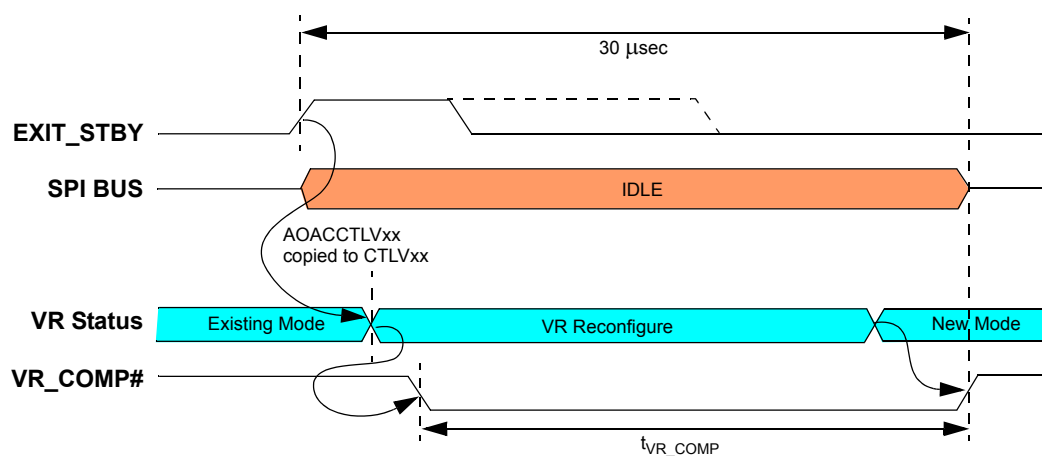 30 μsec
EXIT_STBY
SPI BUS
IDLE
AOACCTLVxx
copied to CTLVxx
VR Status
Existing Mode
VR Reconfigure
New Mode
VR_COMP#
tVR_COMP